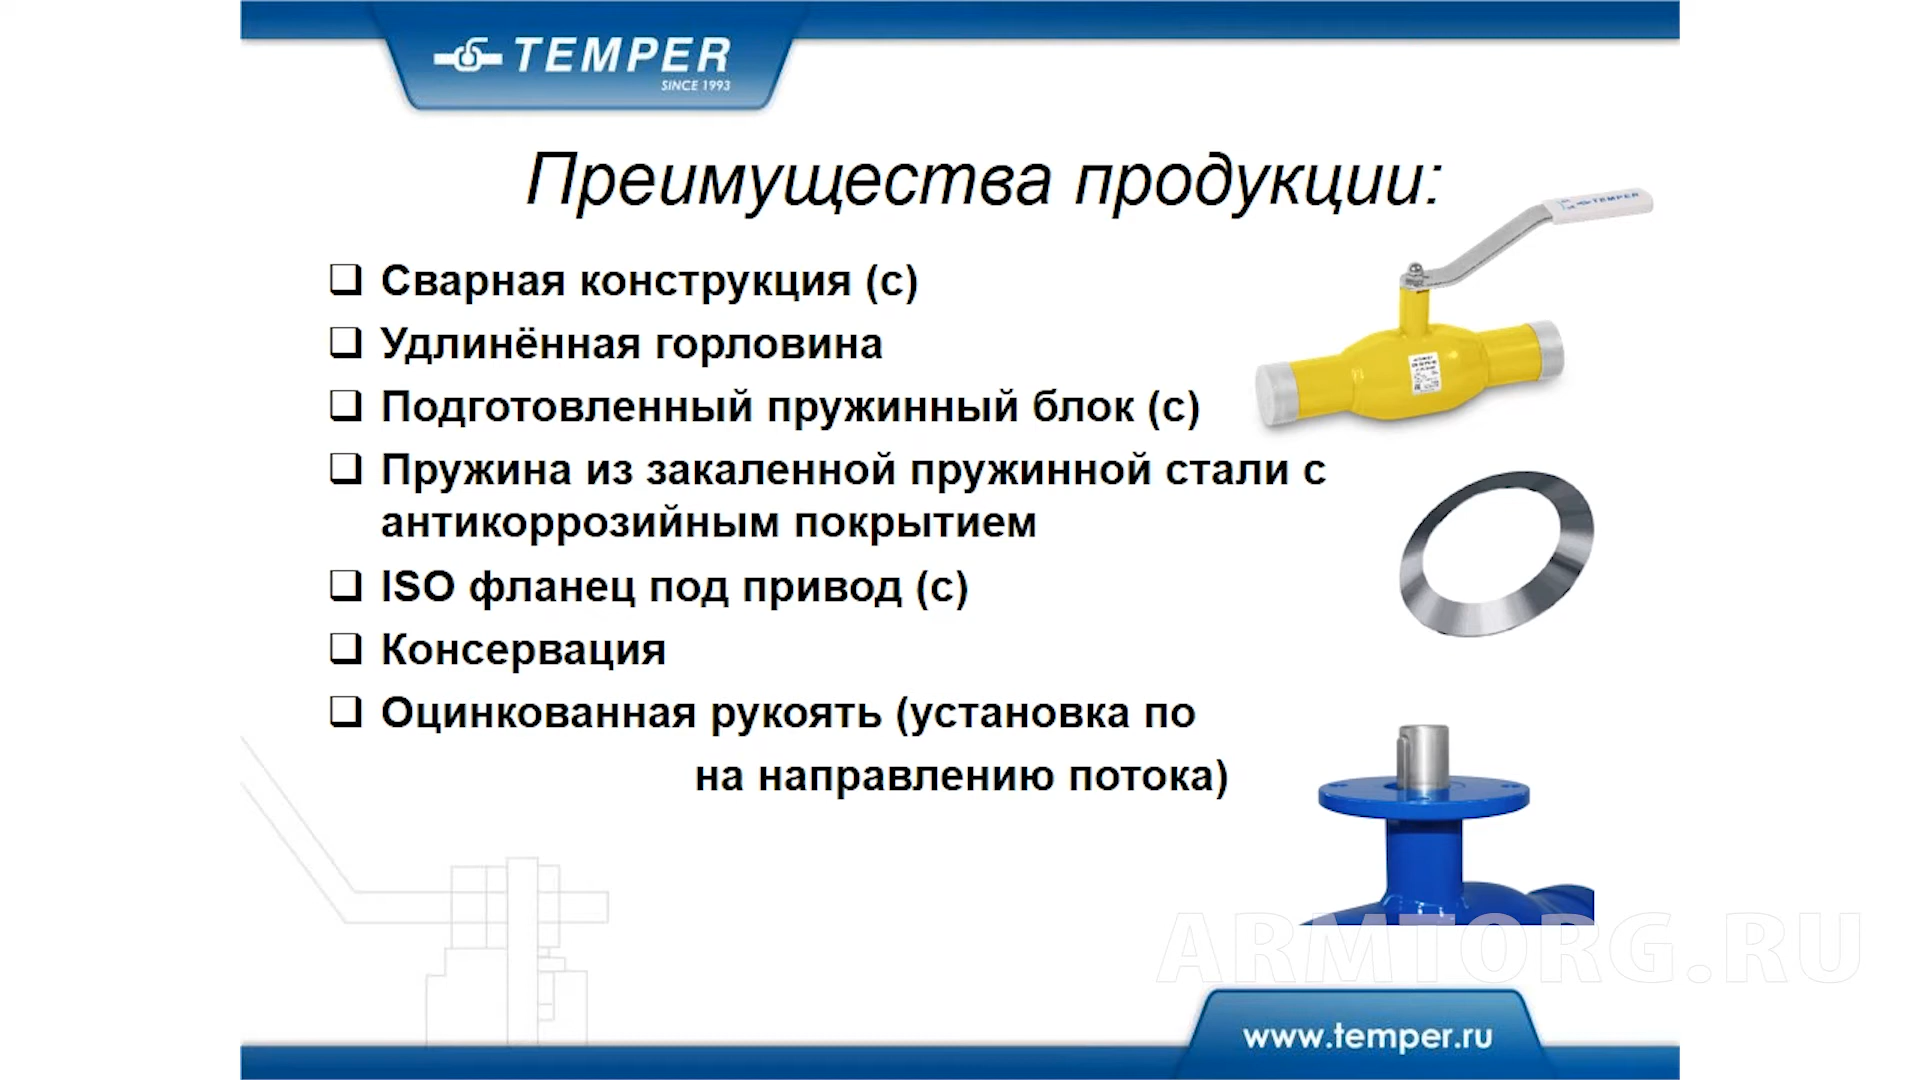 TEMPER
SINCE 1993
Преимущества продукции:
TEMPER
❑ Сварная конструкция (с)
❑ Удлинённая горловина
❑ Подготовленный пружинный блок (с)
❑ Пружина из закаленной пружинной стали с
антикоррозийным покрытием
❑ ISO фланец под привод (с)
❑ Консервация
❑ Оцинкованная рукоять (установка по
на направлению потока)
ARMTORG.RU
www.temper.ru